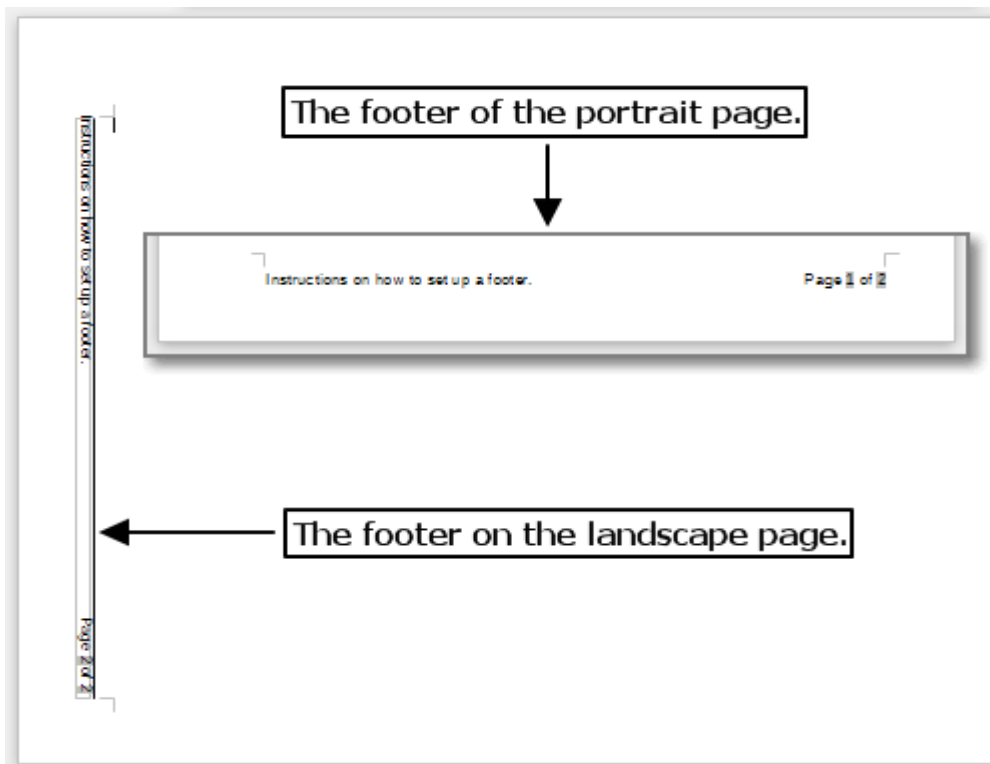 The footer of the portrait page.
Instructions on how to set up a footer. Page 1 of 2
Instructions on how to set up a footer. Page 2 of 2
The footer on the landscape page.